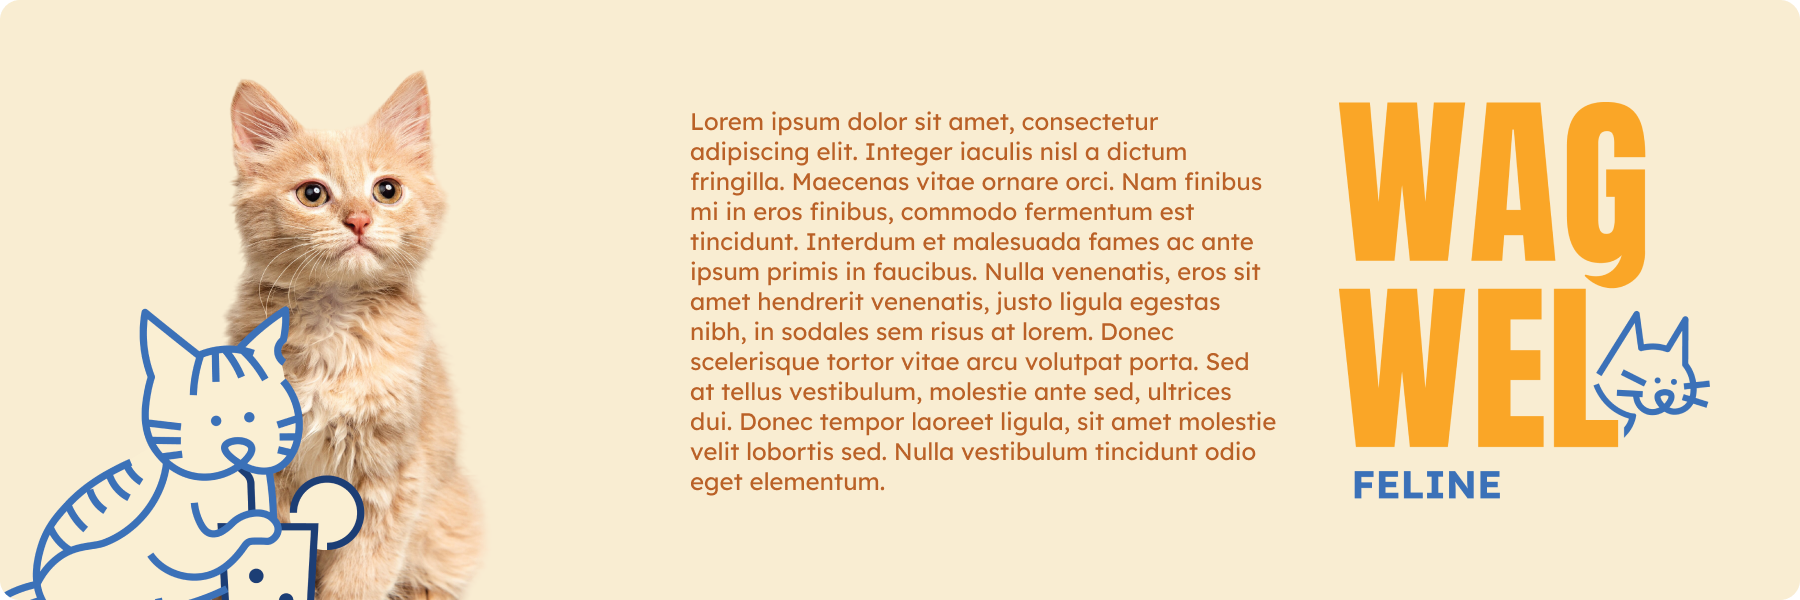 Lorem ipsum dolor sit amet, consectetur
adipiscing elit. Integer iaculis nisl a dictum
fringilla. Maecenas vitae ornare orci. Nam finibus
mi in eros finibus, commodo fermentum est
tincidunt. Interdum et malesuada fames ac ante
ipsum primis in faucibus. Nulla venenatis, eros sit
amet hendrerit venenatis, justo ligula egestas
nibh, in sodales sem risus at lorem. Donec
scelerisque tortor vitae arcu volutpat porta. Sed
at tellus vestibulum, molestie ante sed, ultrices
dui. Donec tempor laoreet ligula, sit amet molestie
velit lobortis sed. Nulla vestibulum tincidunt odio
eget elementum.
WAG
WEL
FELINE